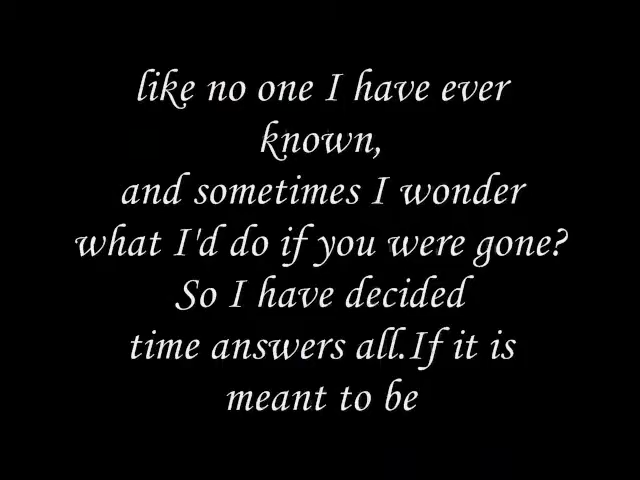 like no one I have ever
known,
and sometimes I wonder
what I'd do if you were gone?
So I have decided
time answers all.If it is
meant to be